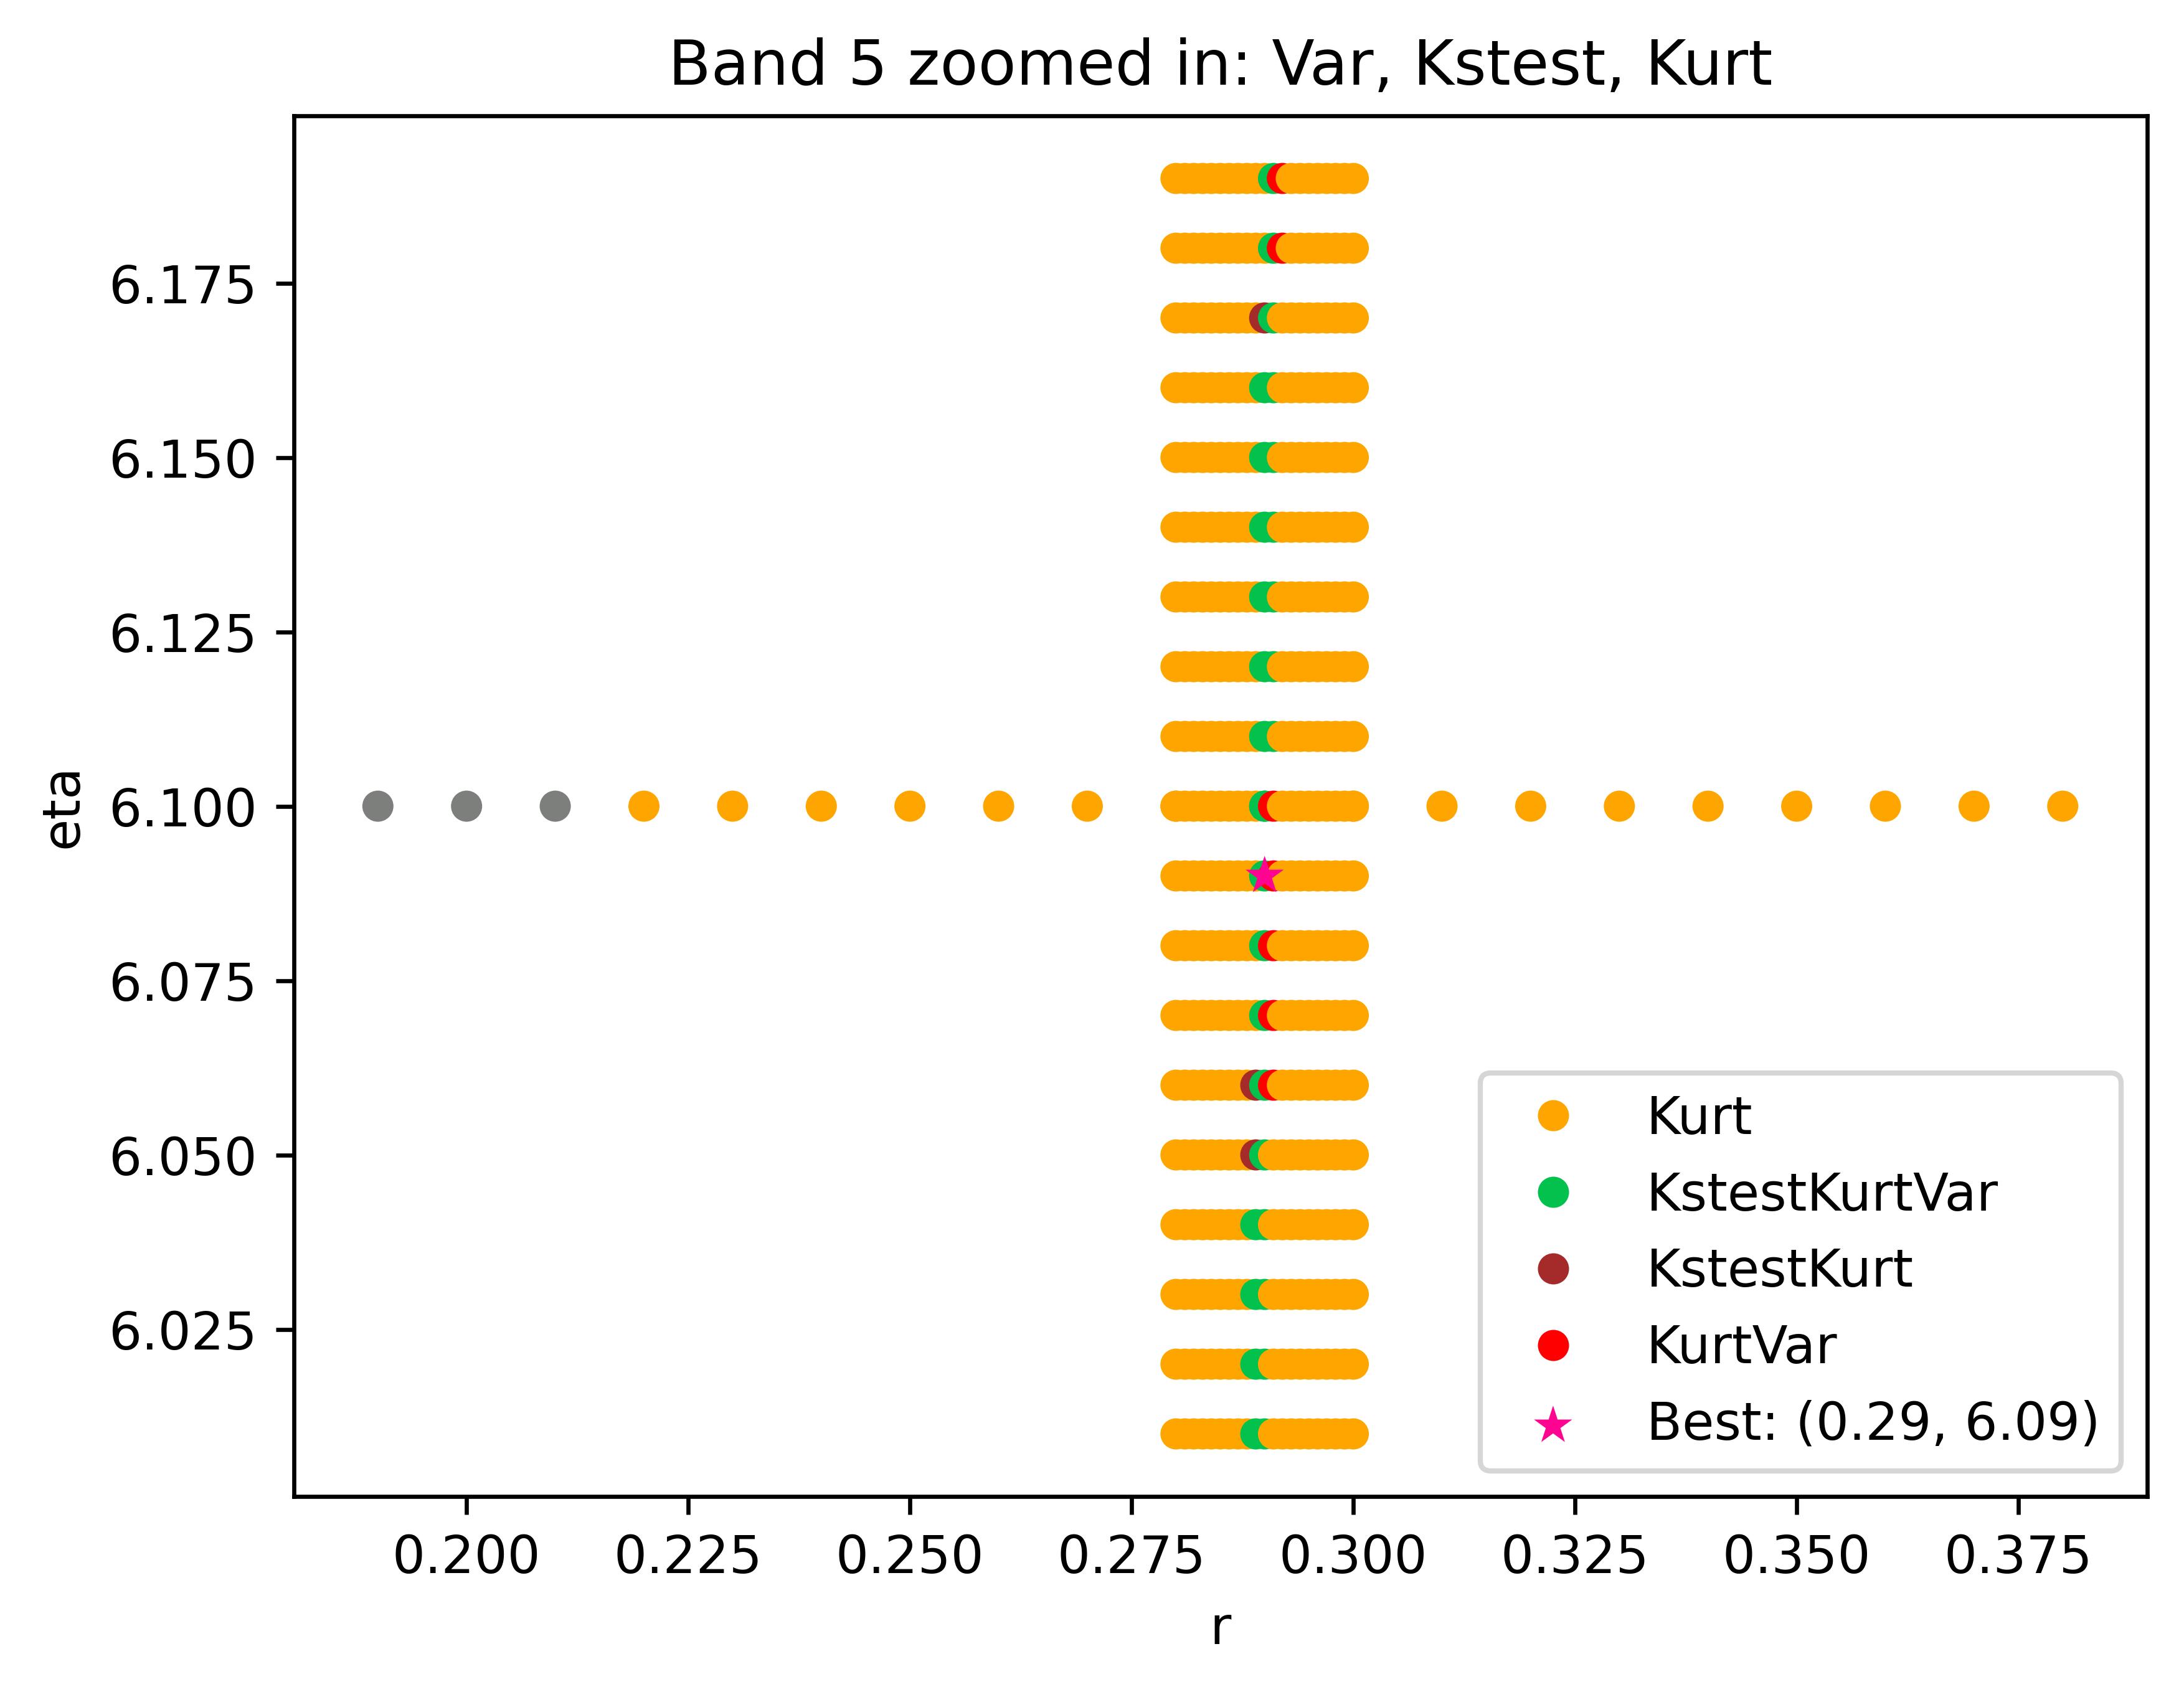 Band 5 zoomed in: Var, Kstest, Kurt
6.175
6.150
6.125
6.100
6.075
6.050
6.025
eta
0.200 0.225 0.250 0.275 0.300 0.325 0.350 0.375
r
Kurt
KstestKurtVar
KstestKurt
KurtVar
Best: (0.29, 6.09)